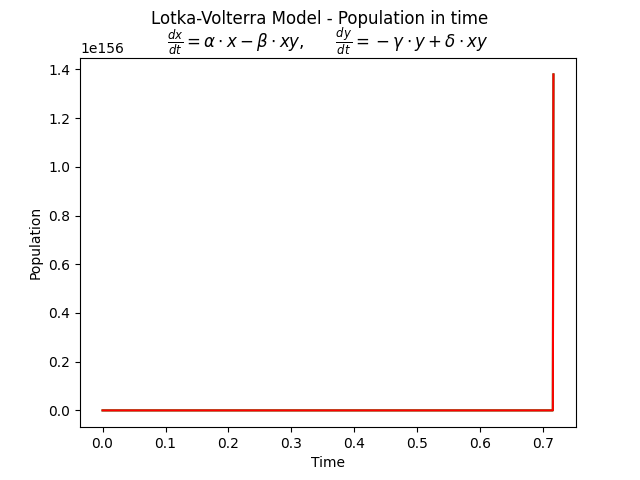 Lotka-Volterra Model - Population in time
dx/dt = α · x − β · xy,   dy/dt = −γ · y + δ · xy
1e156
1.4
1.2
1.0
0.8
0.6
0.4
0.2
0.0
Population
0.0 0.1 0.2 0.3 0.4 0.5 0.6 0.7
Time